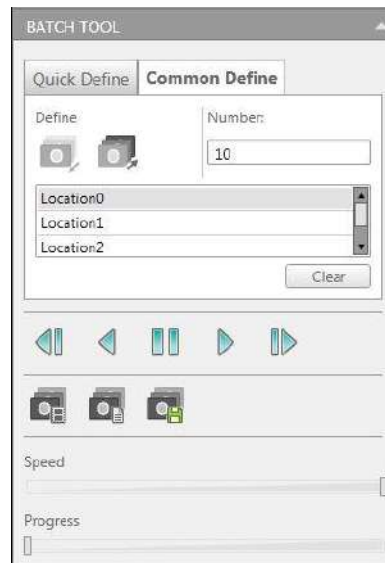 BATCH TOOL
Quick Define
Common Define
Define
Number:
10
Location0
Location1
Location2
Clear
Speed
Progress